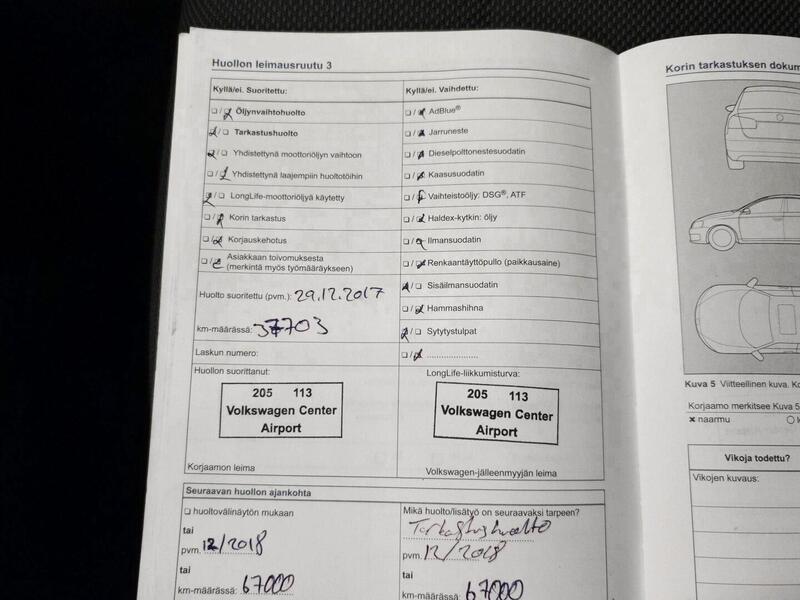 Huollon leimausruutu 3
Kyllä/ei. Suoritettu:
❏ / ❏ Öljynvaihtohuolto
❏ / ❏ Tarkastushuolto
❏ / ❏ Yhdistettynä moottoriöljyn vaihtoon
❏ / ❏ Yhdistettynä laajempiin huoltotöihin
❏ / ❏ LongLife-moottoriöljyä käytetty
❏ / ❏ Korin tarkastus
❏ / ❏ Korjauskehotus
❏ / ❏ Asiakkaan toivomuksesta
(merkintä myös työmääräykseen)
Huolto suoritettu (pvm.): 29.12.2017
km-määrässä: 37703
Laskun numero:
Huollon suorittanut:
205 113
Volkswagen Center
Airport
Korjaamon leima
Kyllä/ei. Vaihdettu:
❏ / ❏ AdBlue®
❏ / ❏ Jarruneste
❏ / ❏ Dieselpolttonestesuodatin
❏ / ❏ Kaasusuodatin
❏ / ❏ Vaihteistoöljy: DSG®, ATF
❏ / ❏ Haldex-kytkin: öljy
❏ / ❏ Ilmansuodatin
❏ / ❏ Renkaantäyttöpullo (paikkausaine)
❏ / ❏ Sisäilmansuodatin
❏ / ❏ Hammashihna
❏ / ❏ Sytytystulpat
❏ / ❏ .....................
LongLife-liikkumisturva:
205 113
Volkswagen Center
Airport
Volkswagen-jälleenmyyjän leima
Seuraavan huollon ajankohta
❏ huoltovälinäytön mukaan
tai
pvm. 12/2018
tai
km-määrässä: 67000
Mikä huolto/lisätyö on seuraavaksi tarpeen?
Tarkastushuolto
pvm. 12/2018
tai
km-määrässä: 67000
Korin tarkastuksen
Kuva 5 Viitteellinen kuva.
Korjaamo merkitsee Kuva 5
× naarmu
Vikoja todettu?
Vikojen kuvaus: